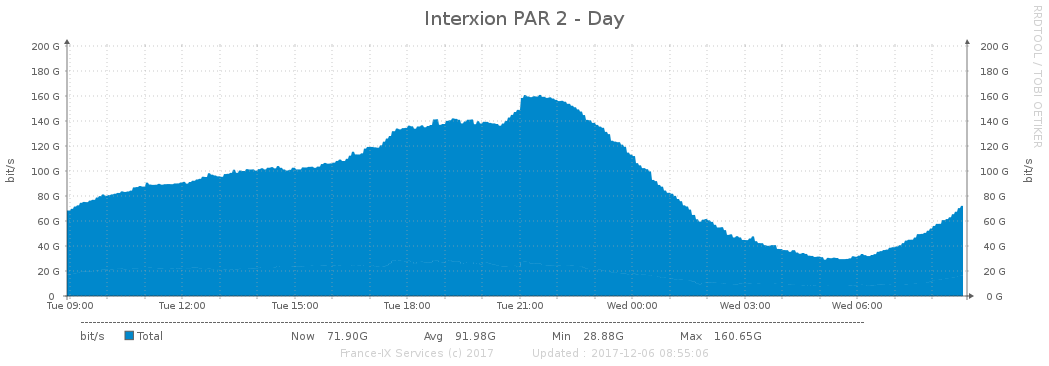 Interxion PAR 2 - Day
RRDTOOL / TOBI OETIKER
bit/s
200 G 200 G
180 G 180 G
160 G 160 G
140 G 140 G
120 G 120 G
100 G 100 G
80 G 80 G
60 G 60 G
40 G 40 G
20 G 20 G
0 0 G
bit/s
Tue 09:00 Tue 12:00 Tue 15:00 Tue 18:00 Tue 21:00 Wed 00:00 Wed 03:00 Wed 06:00
bit/s Total Now 71.90G Avg 91.98G Min 28.88G Max 160.65G
France-IX Services (c) 2017 Updated : 2017-12-06 08:55:06